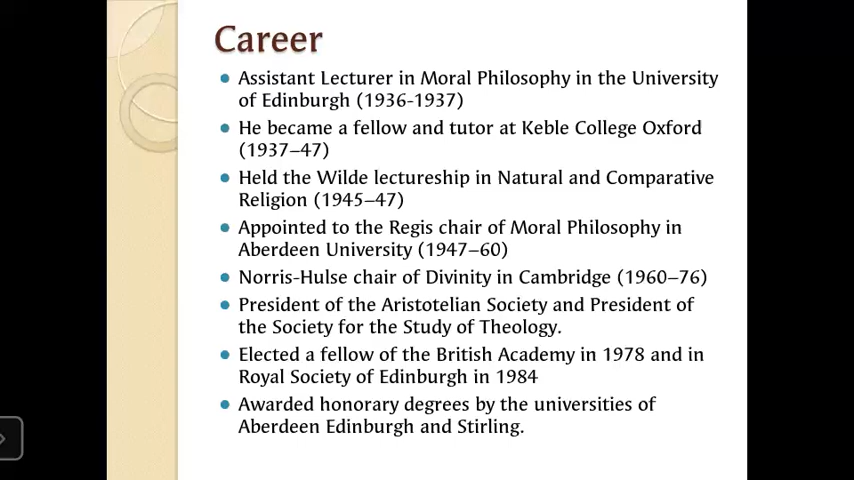 Career
Assistant Lecturer in Moral Philosophy in the University
of Edinburgh (1936-1937)
He became a fellow and tutor at Keble College Oxford
(1937–47)
Held the Wilde lectureship in Natural and Comparative
Religion (1945–47)
Appointed to the Regis chair of Moral Philosophy in
Aberdeen University (1947–60)
Norris-Hulse chair of Divinity in Cambridge (1960–76)
President of the Aristotelian Society and President of
the Society for the Study of Theology.
Elected a fellow of the British Academy in 1978 and in
Royal Society of Edinburgh in 1984
Awarded honorary degrees by the universities of
Aberdeen Edinburgh and Stirling.